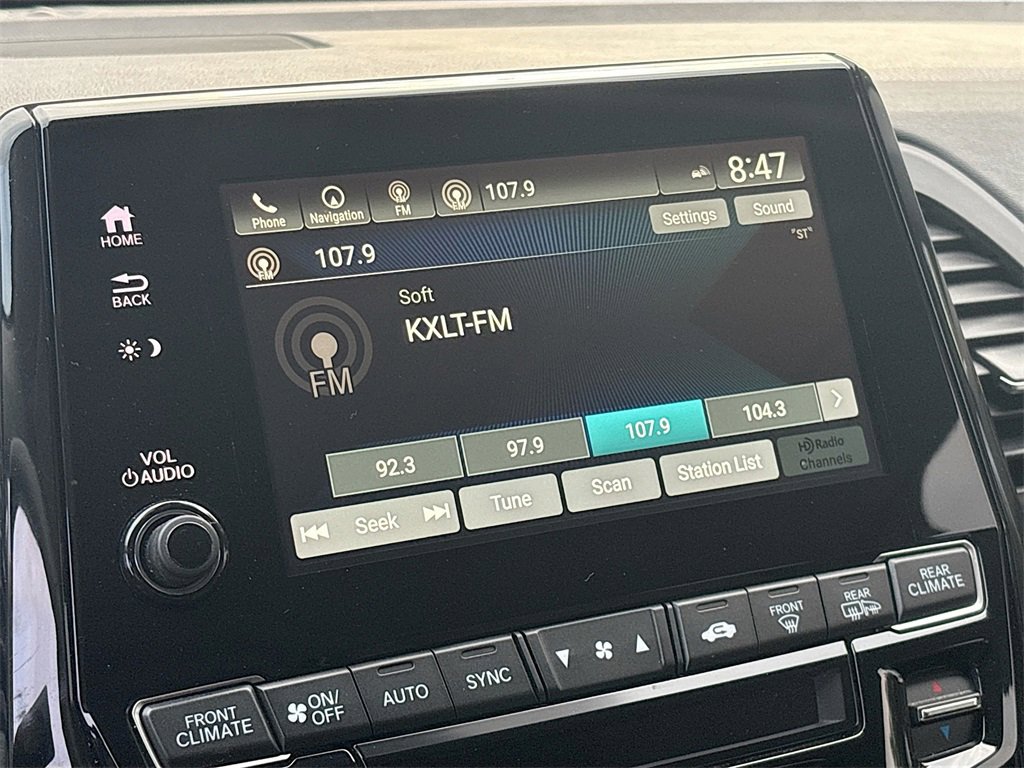 Phone
Navigation
FM
FM
107.9
8:47
Settings
Sound
HOME
FM
107.9
"ST"
BACK
Soft
KXLT-FM
FM
92.3
97.9
107.9
104.3
VOL
AUDIO
Seek
Tune
Scan
Station List
HD Radio
Channels
FRONT
CLIMATE
ON/
OFF
AUTO
SYNC
FRONT
REAR
REAR
CLIMATE